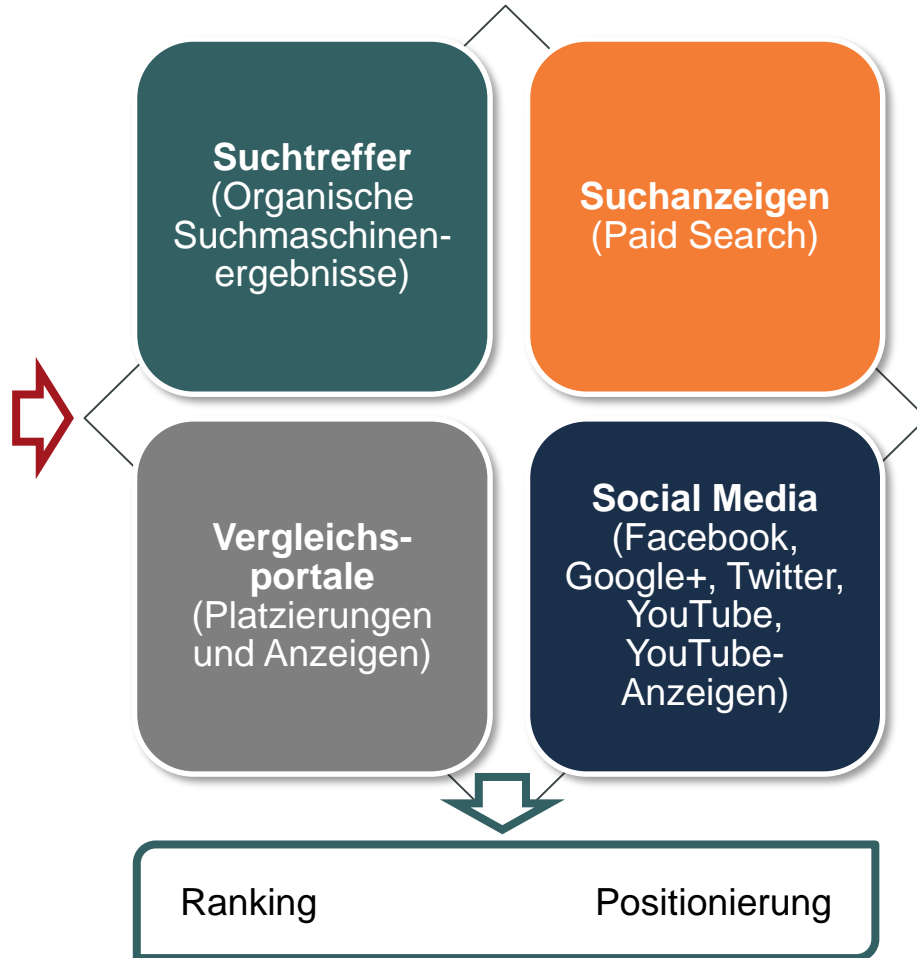 Suchtreffer
(Organische
Suchmaschinen-
ergebnisse)
Suchanzeigen
(Paid Search)
Vergleichs-
portale
(Platzierungen
und Anzeigen)
Social Media
(Facebook,
Google+, Twitter,
YouTube,
YouTube-
Anzeigen)
Ranking
Positionierung